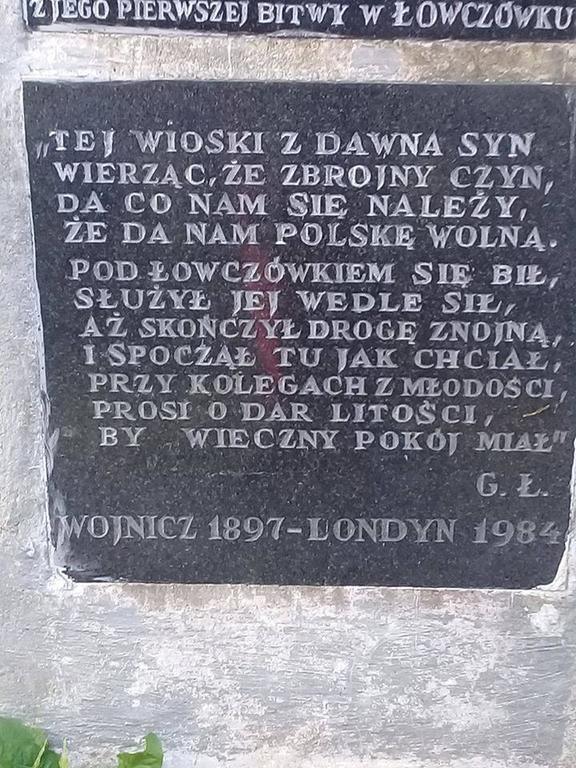 Z JEGO PIERWSZEJ BITWY W ŁOWCZÓWKU
„TEJ WIOSKI Z DAWNA SYN
WIERZĄC, ŻE ZBROJNY CZYN,
DA CO NAM SIĘ NALEŻY,
ŻE DA NAM POLSKĘ WOLNĄ.
POD ŁOWCZÓWKIEM SIĘ BIŁ,
SŁUŻYŁ JEJ WEDLE SIŁ,
AŻ SKOŃCZYŁ DROGĘ ZNOJNĄ,
I SPOCZĄŁ TU JAK CHCIAŁ,
PRZY KOLEGACH Z MŁODOŚCI,
PROSI O DAR LITOŚCI,
BY WIECZNY POKÓJ MIAŁ"
G. Ł.
WOJNICZ 1897-LONDYN 1984